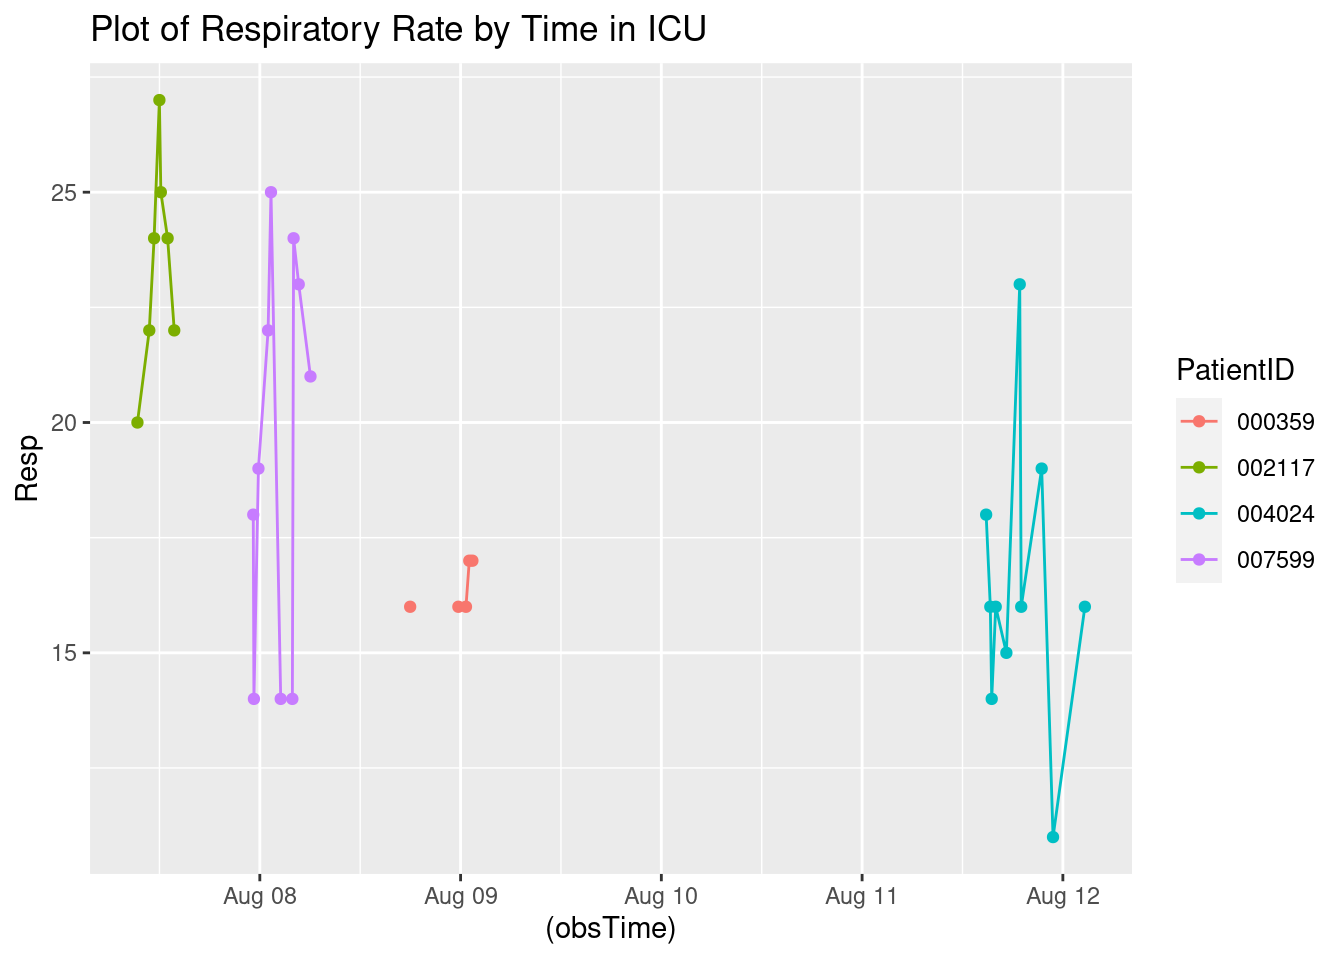 Plot of Respiratory Rate by Time in ICU
25
20
15
Resp
Aug 08
Aug 09
Aug 10
Aug 11
Aug 12
(obsTime)
PatientID
000359
002117
004024
007599